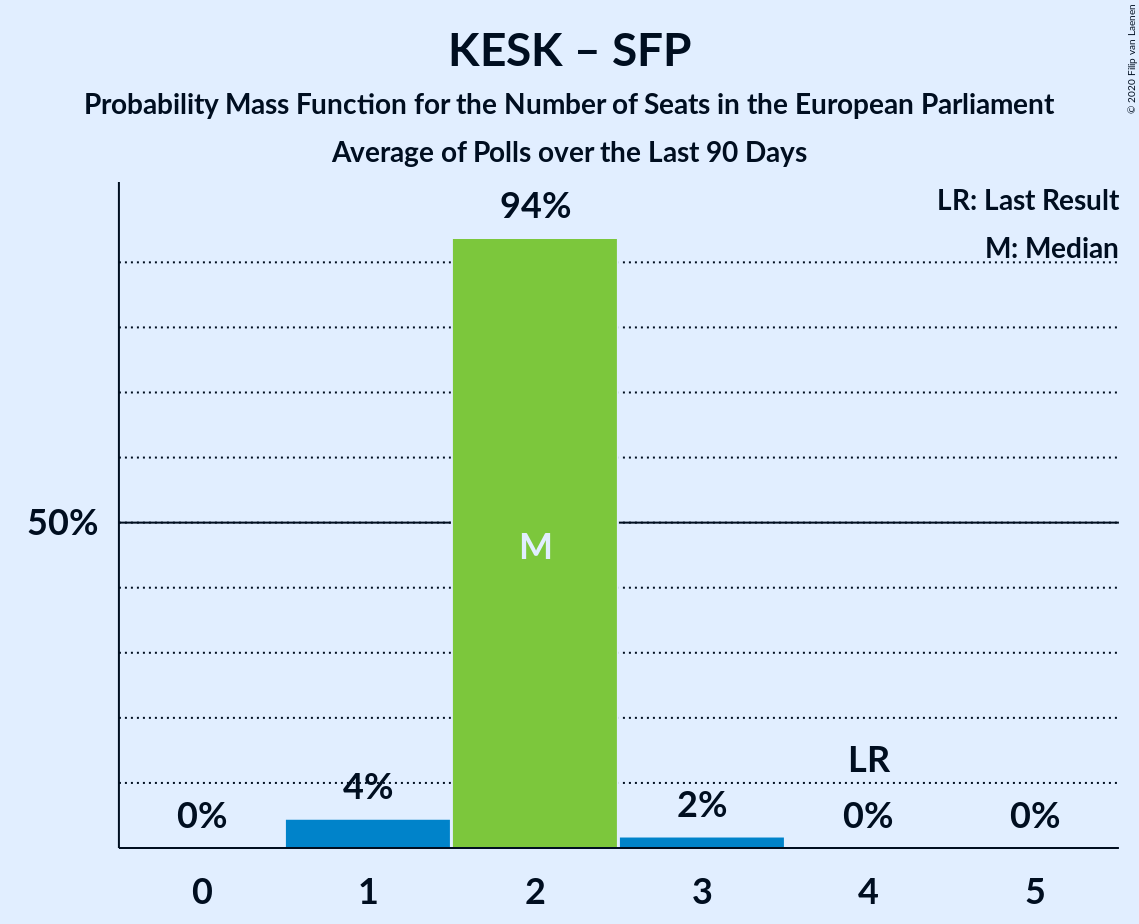 KESK – SFP
Probability Mass Function for the Number of Seats in the European Parliament
Average of Polls over the Last 90 Days
© 2020 Filip van Laenen
LR: Last Result
M: Median
94%
50%
M
LR
0%
4%
2%
0%
0%
0 1 2 3 4 5